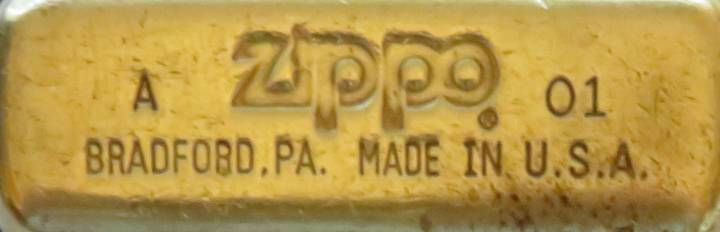 A zippo® 01
BRADFORD, PA. MADE IN U.S.A.